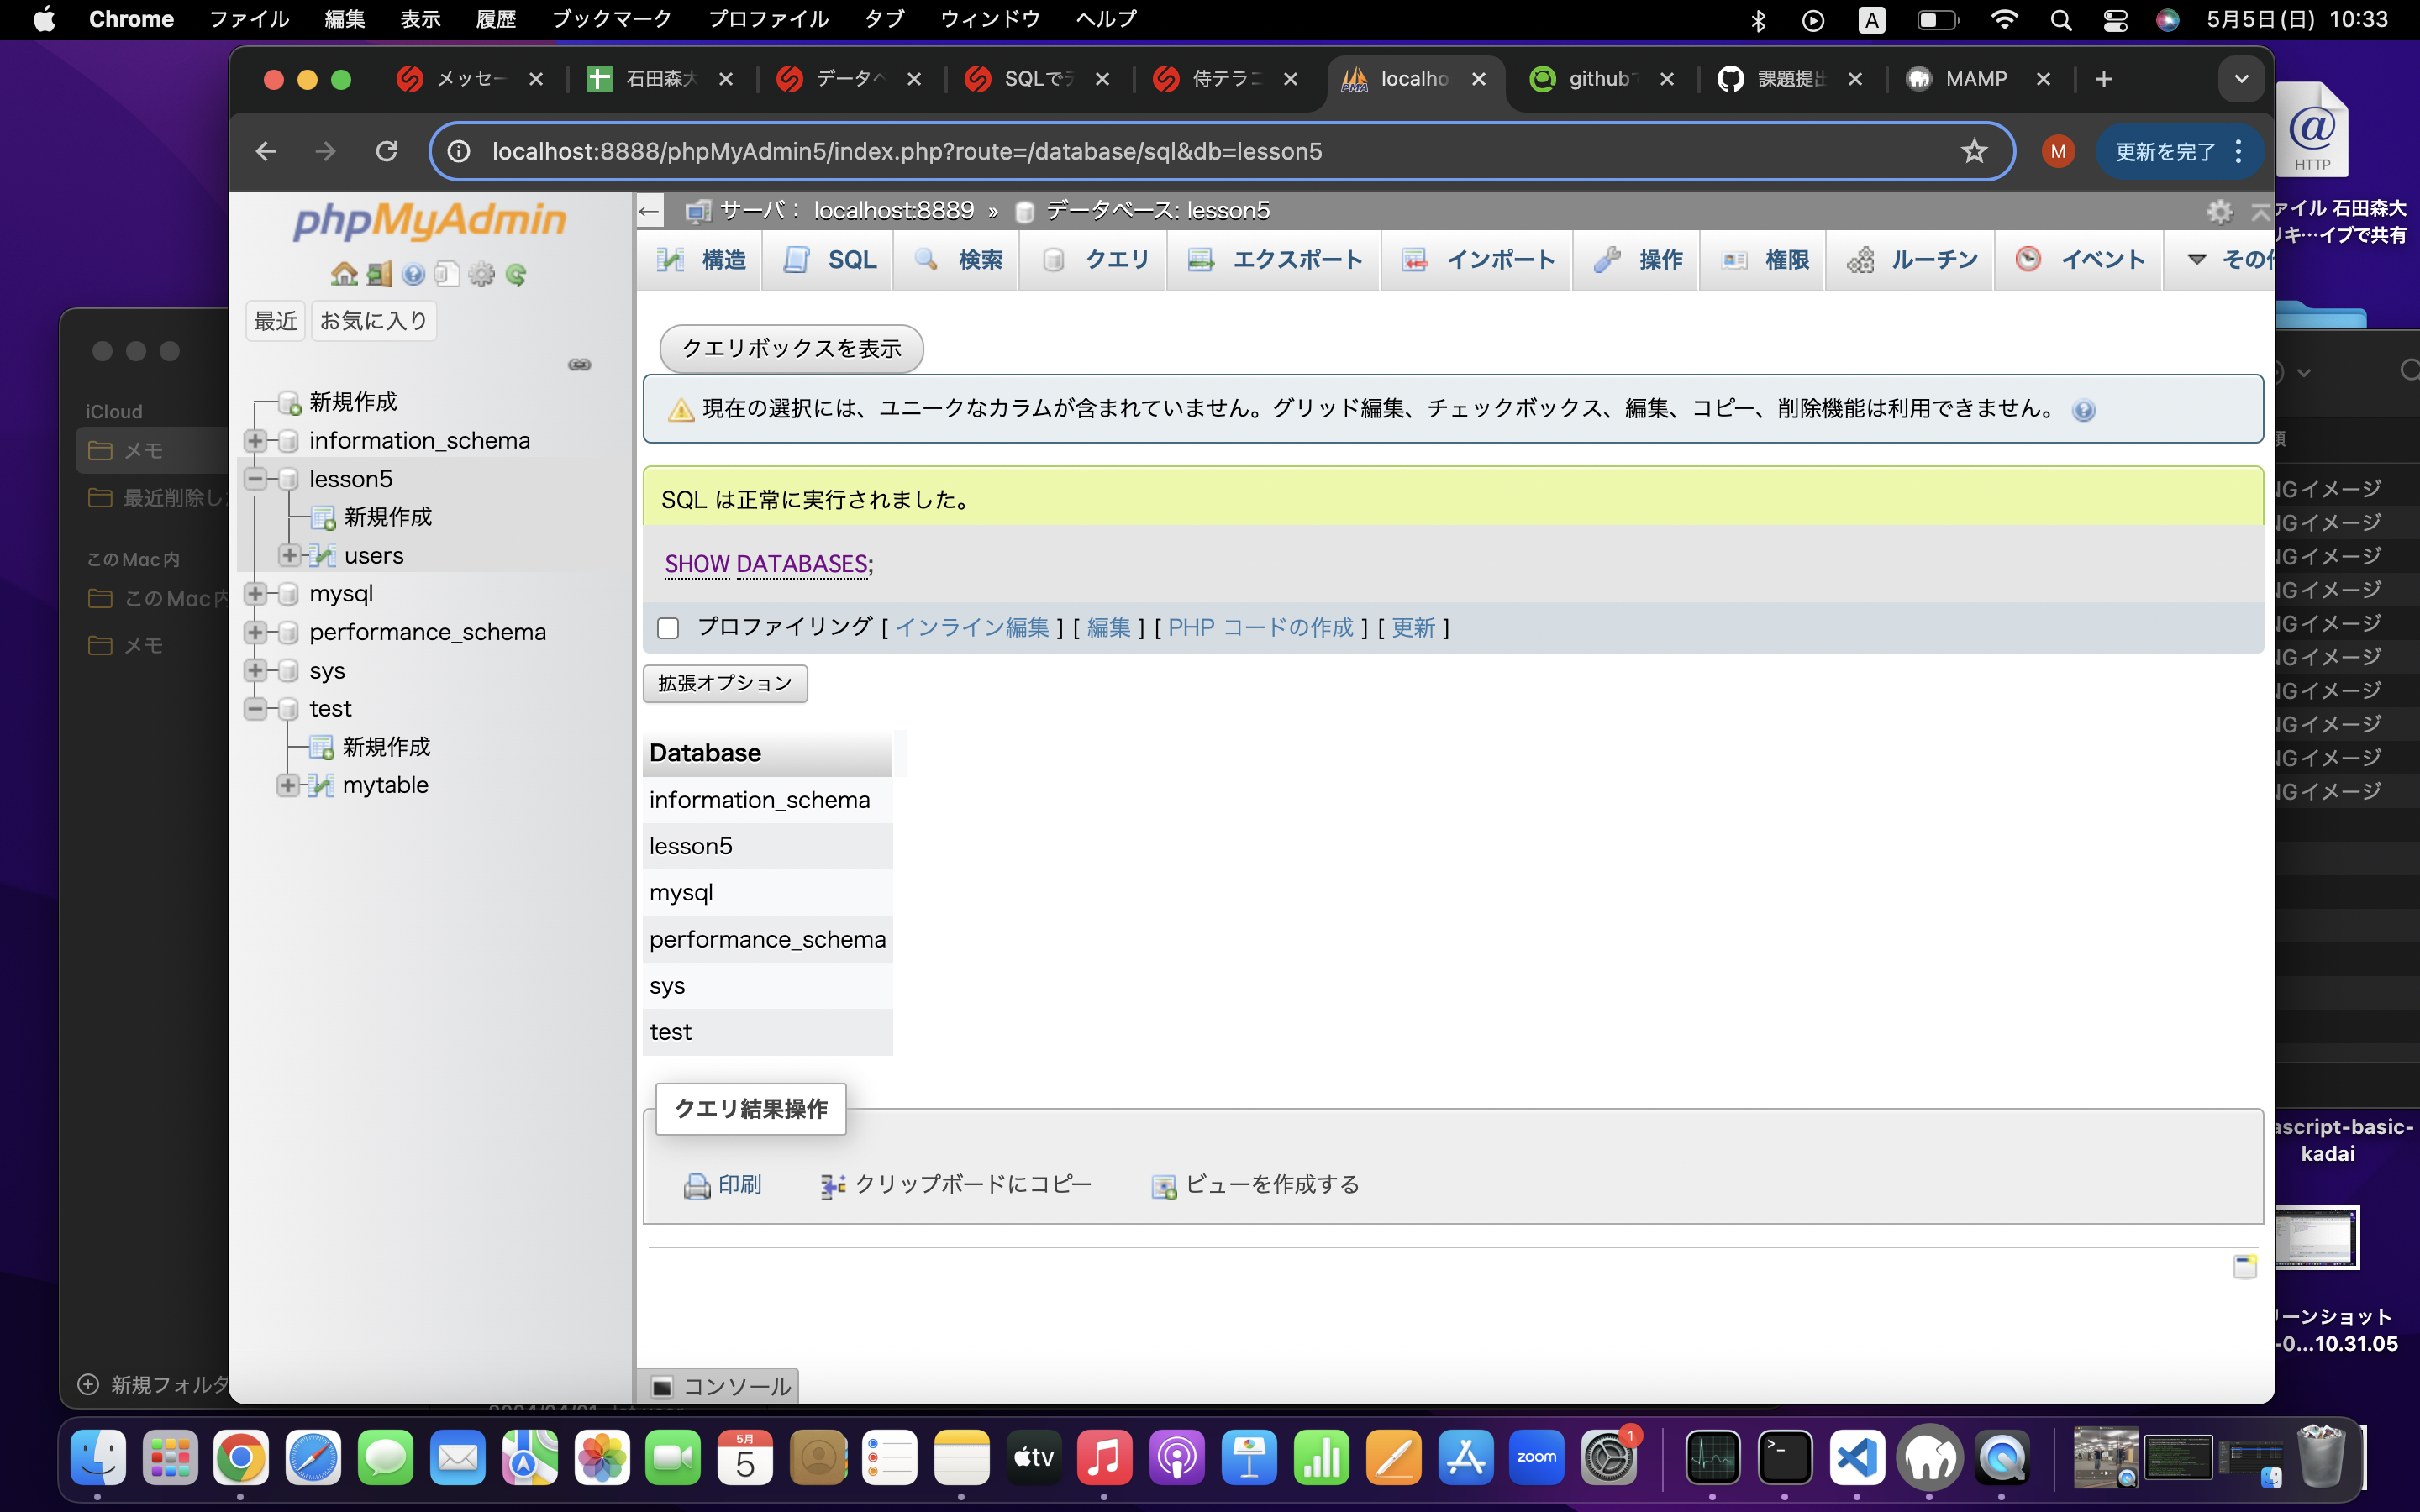 Chrome ファイル 編集 表示 履歴 ブックマーク プロファイル タブ ウィンドウ ヘルプ A 5月5日(日) 10:33
メッセー 石田森大 データベ SQLでデ 侍テラコ localho github 課題提出 MAMP
localhost:8888/phpMyAdmin5/index.php?route=/database/sql&db=lesson5 M 更新を完了
HTTP
ァイル 石田森大
リキ…イブで共有
phpMyAdmin
最近 お気に入り
新規作成
information_schema
lesson5
新規作成
users
mysql
performance_schema
sys
test
新規作成
mytable
サーバ: localhost:8889 » データベース: lesson5
構造 SQL 検索 クエリ エクスポート インポート 操作 権限 ルーチン イベント その他
クエリボックスを表示
現在の選択には、ユニークなカラムが含まれていません。グリッド編集、チェックボックス、編集、コピー、削除機能は利用できません。
SQL は正常に実行されました。
SHOW DATABASES;
プロファイリング [ インライン編集 ] [ 編集 ] [ PHP コードの作成 ] [ 更新 ]
拡張オプション
Database
information_schema
lesson5
mysql
performance_schema
sys
test
クエリ結果操作
印刷 クリップボードにコピー ビューを作成する
コンソール
iCloud
メモ
最近削除し
このMac内
このMac内
メモ
新規フォルダ
NGイメージ
NGイメージ
NGイメージ
NGイメージ
NGイメージ
NGイメージ
NGイメージ
NGイメージ
NGイメージ
NGイメージ
ascript-basic-
kadai
リーンショット
-0...10.31.05
5月
5
tv
zoom
1